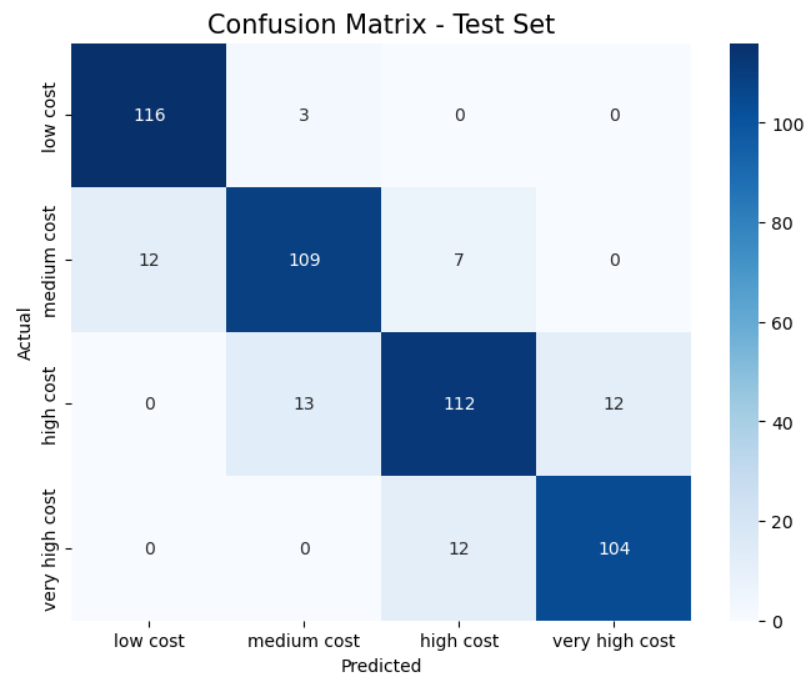 Confusion Matrix - Test Set
Actual
low cost 116 3 0 0
medium cost 12 109 7 0
high cost 0 13 112 12
very high cost 0 0 12 104
low cost medium cost high cost very high cost
Predicted
100
80
60
40
20
0